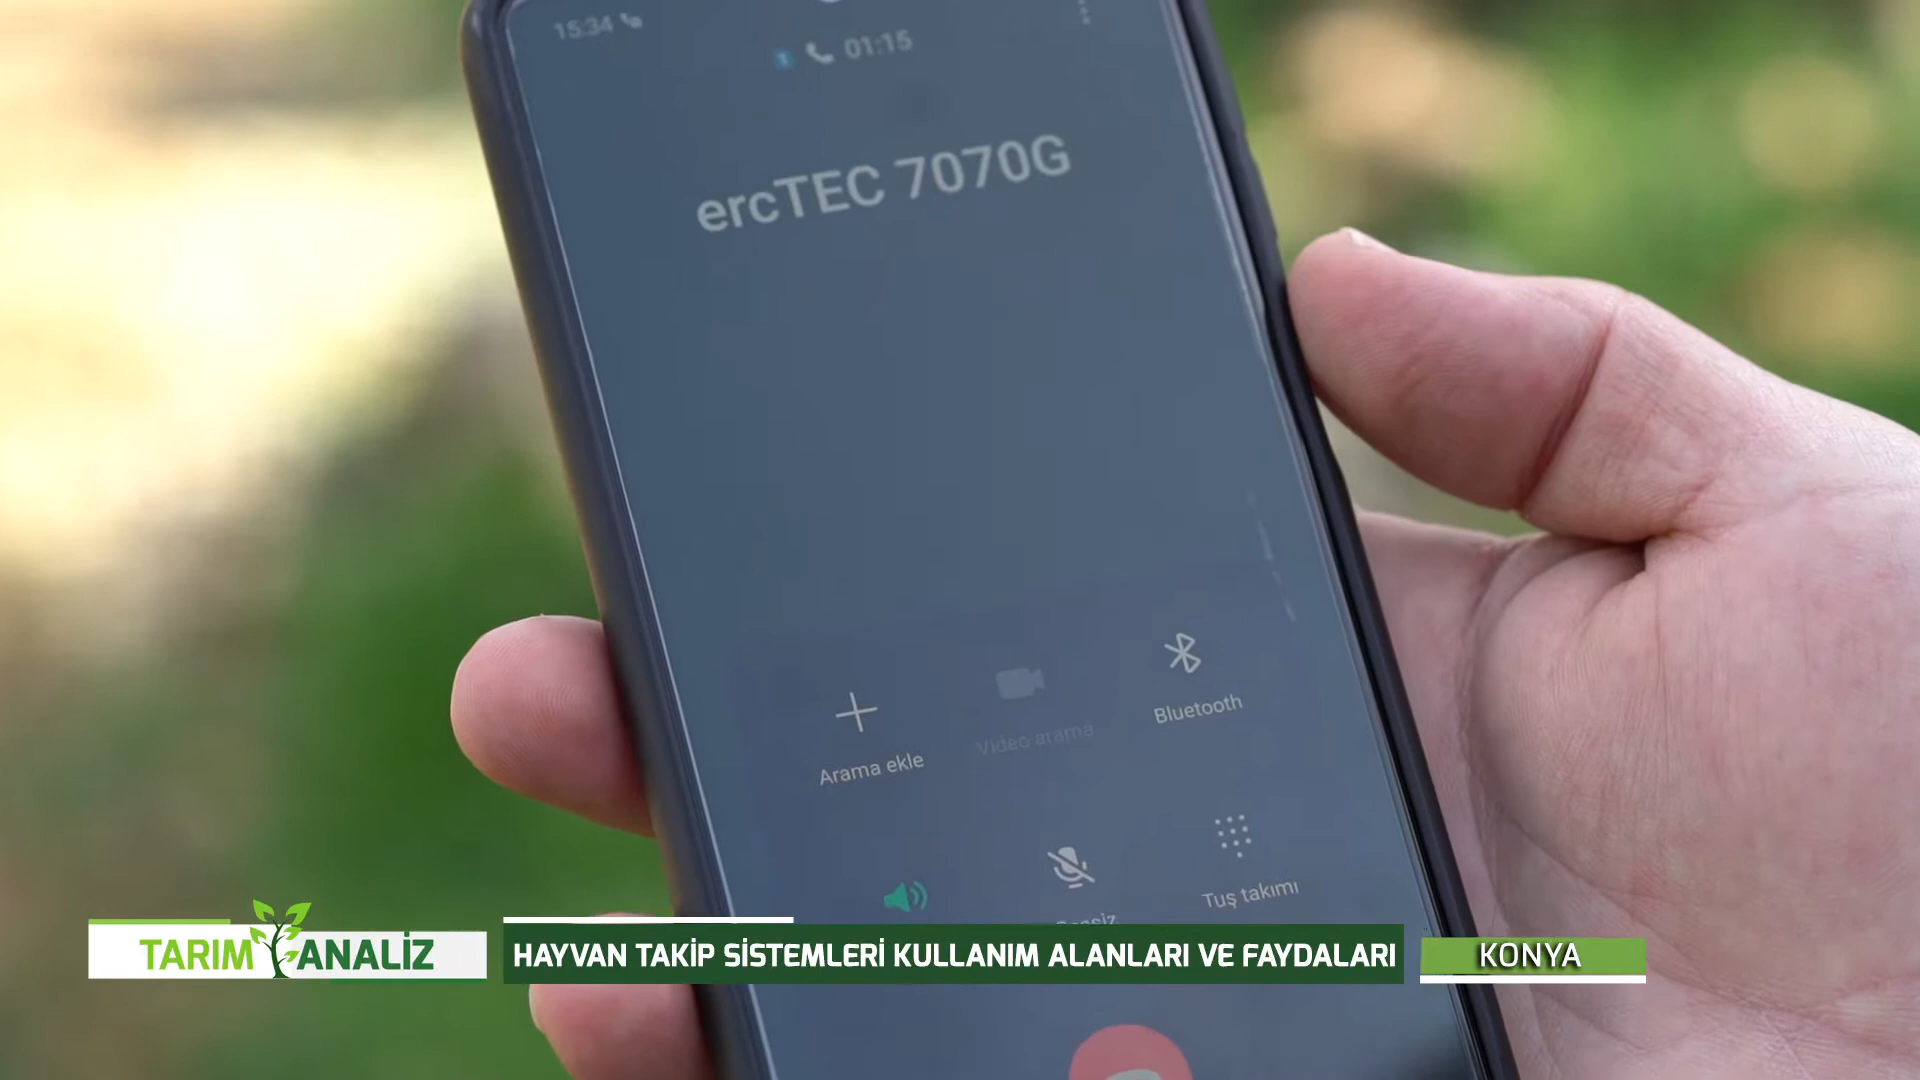 15:34
01:15
ercTEC 7070G
Arama ekle
Video arama
Bluetooth
Tuş takımı
TARIM ANALİZ
HAYVAN TAKİP SİSTEMLERİ KULLANIM ALANLARI VE FAYDALARI
KONYA